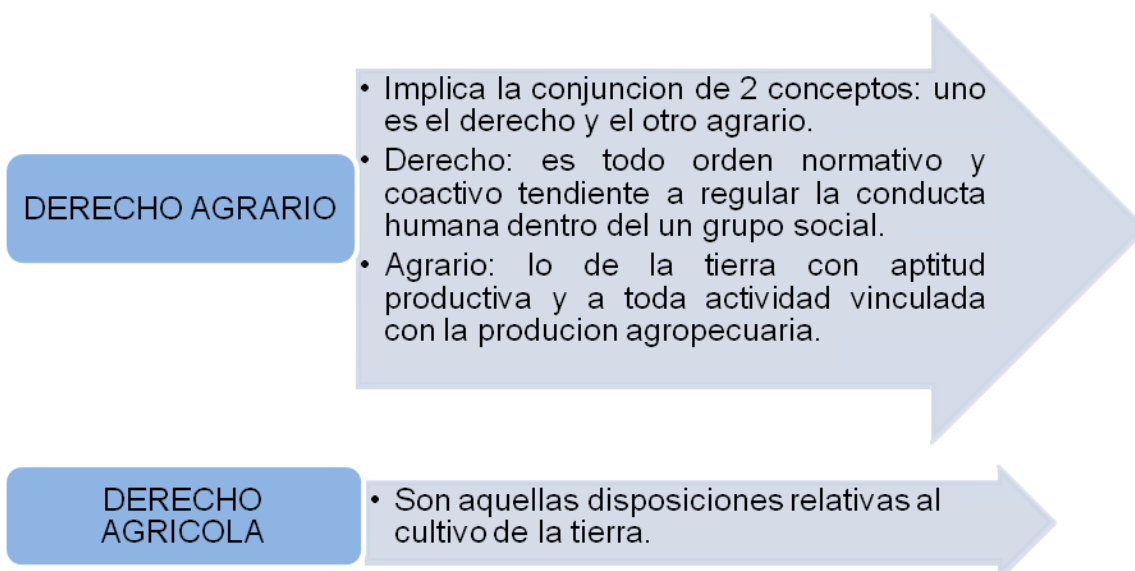 DERECHO AGRARIO
• Implica la conjuncion de 2 conceptos: uno
es el derecho y el otro agrario.
• Derecho: es todo orden normativo y
coactivo tendiente a regular la conducta
humana dentro del un grupo social.
• Agrario: lo de la tierra con aptitud
productiva y a toda actividad vinculada
con la producion agropecuaria.
DERECHO
AGRICOLA
• Son aquellas disposiciones relativas al
cultivo de la tierra.